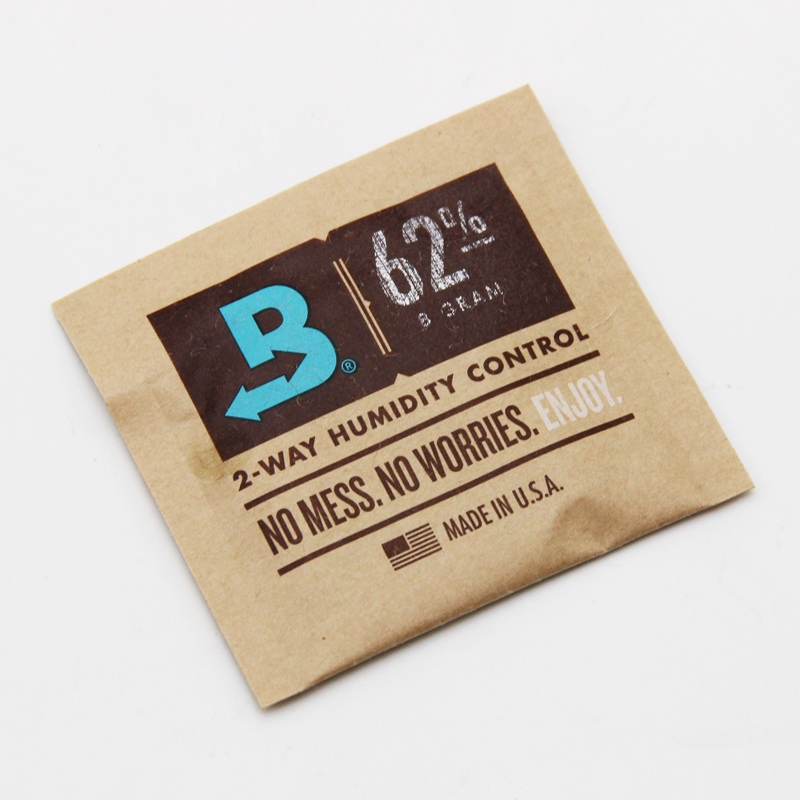 B®
62%
8 GRAM
2-WAY HUMIDITY CONTROL
NO MESS. NO WORRIES. ENJOY.
MADE IN U.S.A.